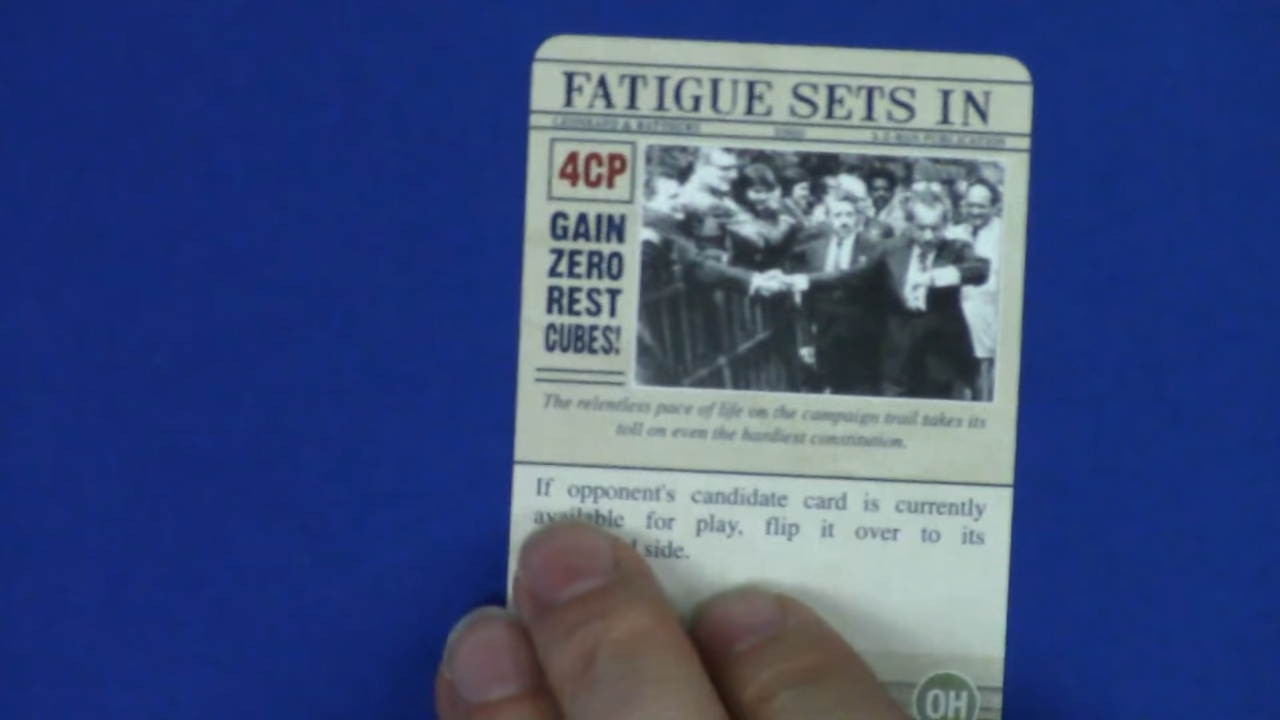 FATIGUE SETS IN
4CP
GAIN
ZERO
REST
CUBES!
The relentless pace of life on the campaign trail takes its
toll on even the hardiest constitution.
If opponent's candidate card is currently
available for play, flip it over to its
side.
OH